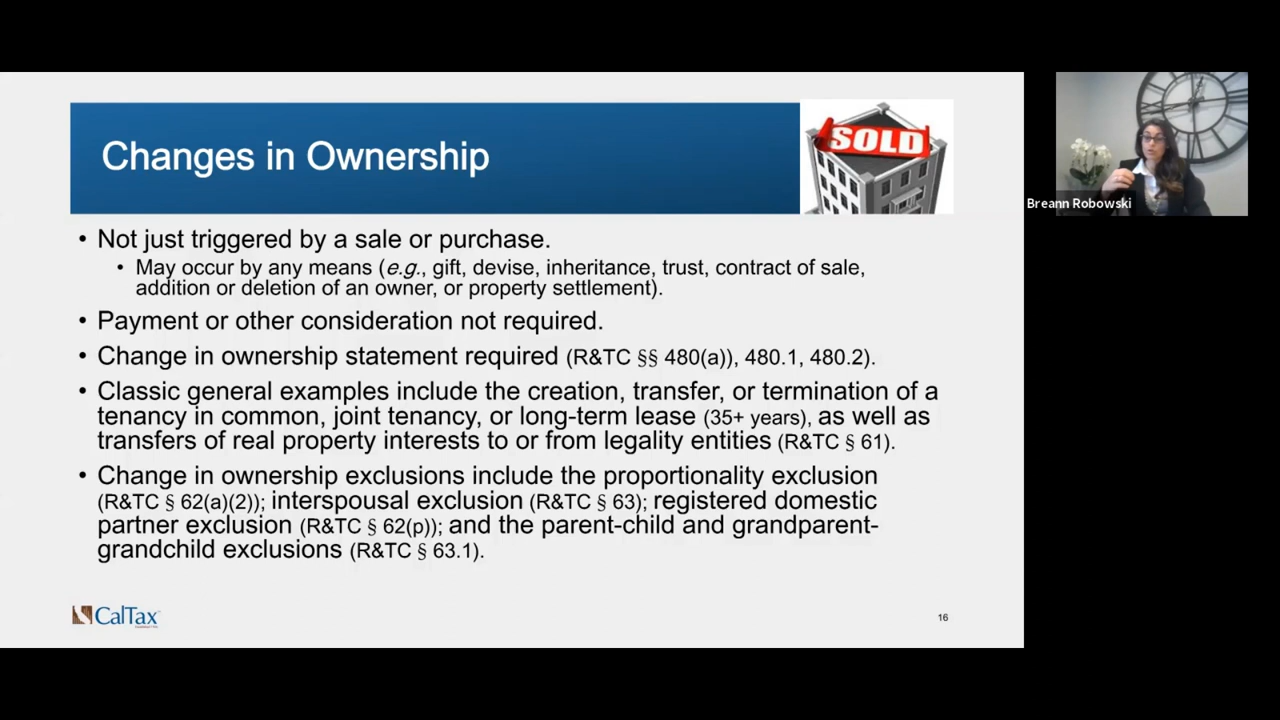 Changes in Ownership
SOLD
• Not just triggered by a sale or purchase.
• May occur by any means (e.g., gift, devise, inheritance, trust, contract of sale,
addition or deletion of an owner, or property settlement).
• Payment or other consideration not required.
• Change in ownership statement required (R&TC §§ 480(a)), 480.1, 480.2).
• Classic general examples include the creation, transfer, or termination of a
tenancy in common, joint tenancy, or long-term lease (35+ years), as well as
transfers of real property interests to or from legality entities (R&TC § 61).
• Change in ownership exclusions include the proportionality exclusion
(R&TC § 62(a)(2)); interspousal exclusion (R&TC § 63); registered domestic
partner exclusion (R&TC § 62(p)); and the parent-child and grandparent-
grandchild exclusions (R&TC § 63.1).
CalTax
16
Breann Robowski